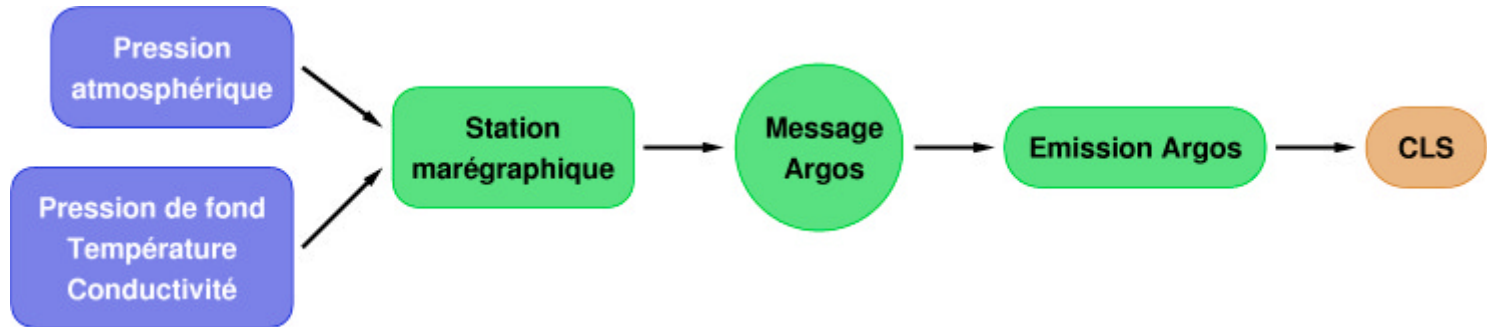 Pression
atmosphérique
Pression de fond
Température
Conductivité
Station
marégraphique
Message
Argos
Emission Argos
CLS